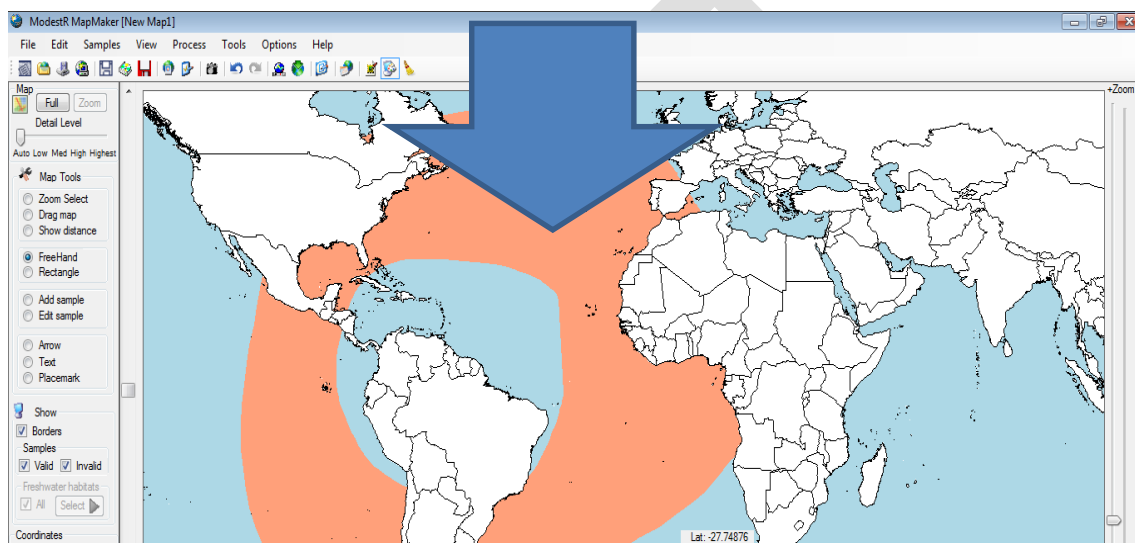 ModestR MapMaker [New Map1]
File Edit Samples View Process Tools Options Help
Map
Full Zoom
Detail Level
Auto Low Med High Highest
Map Tools
Zoom Select
Drag map
Show distance
FreeHand
Rectangle
Add sample
Edit sample
Arrow
Text
Placemark
Show
Borders
Samples
Valid Invalid
Freshwater habitats
All Select
Coordinates
+Zoom
Lat: -27.74876